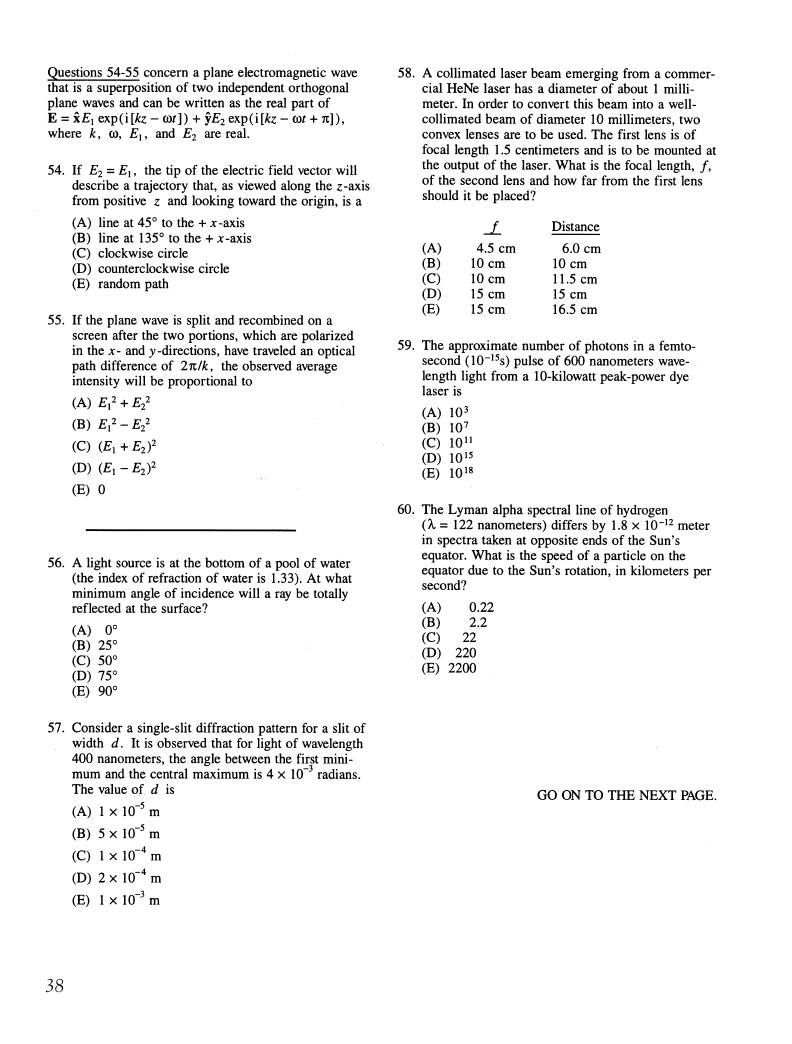 Questions 54-55 concern a plane electromagnetic wave
that is a superposition of two independent orthogonal
plane waves and can be written as the real part of
E = x̂E₁ exp(i[kz − ωt]) + ŷE₂ exp(i[kz − ωt + π]),
where k, ω, E₁, and E₂ are real.
54. If E₂ = E₁, the tip of the electric field vector will
describe a trajectory that, as viewed along the z-axis
from positive z and looking toward the origin, is a
(A) line at 45° to the + x-axis
(B) line at 135° to the + x-axis
(C) clockwise circle
(D) counterclockwise circle
(E) random path
55. If the plane wave is split and recombined on a
screen after the two portions, which are polarized
in the x- and y-directions, have traveled an optical
path difference of 2π/k, the observed average
intensity will be proportional to
(A) E₁² + E₂²
(B) E₁² − E₂²
(C) (E₁ + E₂)²
(D) (E₁ − E₂)²
(E) 0
56. A light source is at the bottom of a pool of water
(the index of refraction of water is 1.33). At what
minimum angle of incidence will a ray be totally
reflected at the surface?
(A) 0°
(B) 25°
(C) 50°
(D) 75°
(E) 90°
57. Consider a single-slit diffraction pattern for a slit of
width d. It is observed that for light of wavelength
400 nanometers, the angle between the first mini-
mum and the central maximum is 4 × 10⁻³ radians.
The value of d is
(A) 1 × 10⁻⁵ m
(B) 5 × 10⁻⁵ m
(C) 1 × 10⁻⁴ m
(D) 2 × 10⁻⁴ m
(E) 1 × 10⁻³ m
58. A collimated laser beam emerging from a commer-
cial HeNe laser has a diameter of about 1 milli-
meter. In order to convert this beam into a well-
collimated beam of diameter 10 millimeters, two
convex lenses are to be used. The first lens is of
focal length 1.5 centimeters and is to be mounted at
the output of the laser. What is the focal length, f,
of the second lens and how far from the first lens
should it be placed?
f Distance
(A) 4.5 cm 6.0 cm
(B) 10 cm 10 cm
(C) 10 cm 11.5 cm
(D) 15 cm 15 cm
(E) 15 cm 16.5 cm
59. The approximate number of photons in a femto-
second (10⁻¹⁵s) pulse of 600 nanometers wave-
length light from a 10-kilowatt peak-power dye
laser is
(A) 10³
(B) 10⁷
(C) 10¹¹
(D) 10¹⁵
(E) 10¹⁸
60. The Lyman alpha spectral line of hydrogen
(λ = 122 nanometers) differs by 1.8 × 10⁻¹² meter
in spectra taken at opposite ends of the Sun's
equator. What is the speed of a particle on the
equator due to the Sun's rotation, in kilometers per
second?
(A) 0.22
(B) 2.2
(C) 22
(D) 220
(E) 2200
GO ON TO THE NEXT PAGE.
38